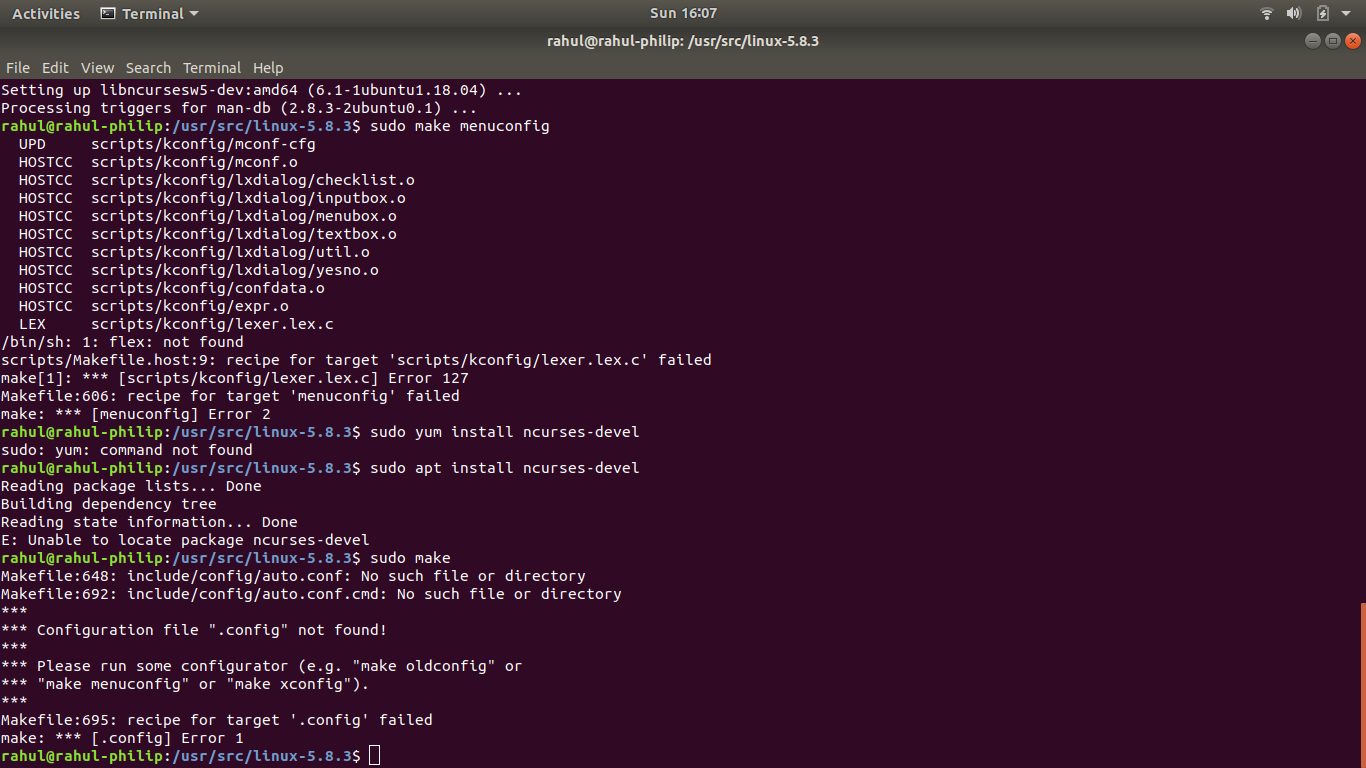 Activities Terminal Sun 16:07
rahul@rahul-philip: /usr/src/linux-5.8.3
File Edit View Search Terminal Help
Setting up libncursesw5-dev:amd64 (6.1-1ubuntu1.18.04) ...
Processing triggers for man-db (2.8.3-2ubuntu0.1) ...
rahul@rahul-philip:/usr/src/linux-5.8.3$ sudo make menuconfig
  UPD     scripts/kconfig/mconf-cfg
  HOSTCC  scripts/kconfig/mconf.o
  HOSTCC  scripts/kconfig/lxdialog/checklist.o
  HOSTCC  scripts/kconfig/lxdialog/inputbox.o
  HOSTCC  scripts/kconfig/lxdialog/menubox.o
  HOSTCC  scripts/kconfig/lxdialog/textbox.o
  HOSTCC  scripts/kconfig/lxdialog/util.o
  HOSTCC  scripts/kconfig/lxdialog/yesno.o
  HOSTCC  scripts/kconfig/confdata.o
  HOSTCC  scripts/kconfig/expr.o
  LEX     scripts/kconfig/lexer.lex.c
/bin/sh: 1: flex: not found
scripts/Makefile.host:9: recipe for target 'scripts/kconfig/lexer.lex.c' failed
make[1]: *** [scripts/kconfig/lexer.lex.c] Error 127
Makefile:606: recipe for target 'menuconfig' failed
make: *** [menuconfig] Error 2
rahul@rahul-philip:/usr/src/linux-5.8.3$ sudo yum install ncurses-devel
sudo: yum: command not found
rahul@rahul-philip:/usr/src/linux-5.8.3$ sudo apt install ncurses-devel
Reading package lists... Done
Building dependency tree
Reading state information... Done
E: Unable to locate package ncurses-devel
rahul@rahul-philip:/usr/src/linux-5.8.3$ sudo make
Makefile:648: include/config/auto.conf: No such file or directory
Makefile:692: include/config/auto.conf.cmd: No such file or directory
***
*** Configuration file ".config" not found!
***
*** Please run some configurator (e.g. "make oldconfig" or
*** "make menuconfig" or "make xconfig").
***
Makefile:695: recipe for target '.config' failed
make: *** [.config] Error 1
rahul@rahul-philip:/usr/src/linux-5.8.3$